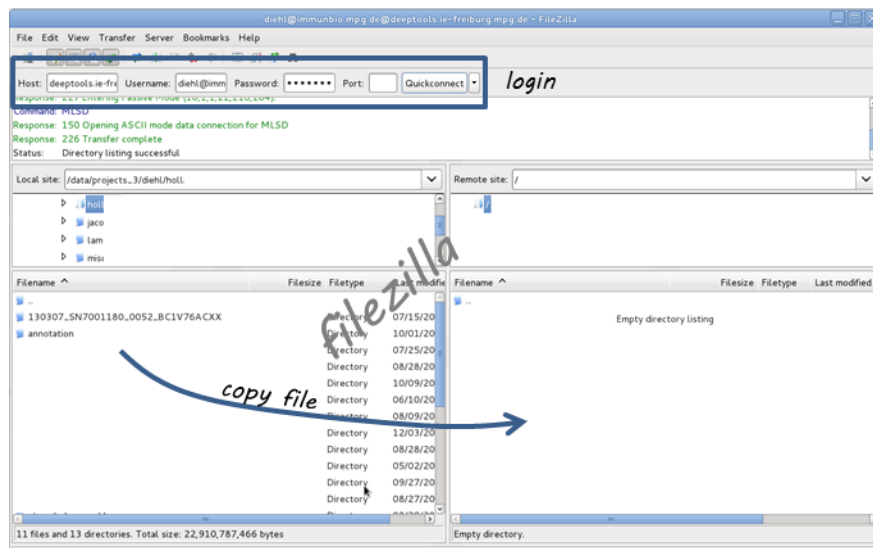 diehl@immunbio.mpg.de@deeptools.ie-freiburg.mpg.de - FileZilla
File Edit View Transfer Server Bookmarks Help
Host: deeptools.ie-fre Username: diehl@imm Password: ••••••• Port: Quickconnect
login
Command: MLSD
Response: 150 Opening ASCII mode data connection for MLSD
Response: 226 Transfer complete
Status: Directory listing successful
Local site: /data/projects_3/diehl/holl
Remote site: /
holl
/
jaco
lam
misc
filezilla
Filename Filesize Filetype Last modifie
Filename Filesize Filetype Last modified
..
..
130307_SN7001180_0052_BC1V76ACXX Directory 07/15/20
Empty directory listing
annotation Directory 10/01/20
Directory 07/25/20
Directory 08/28/20
Directory 10/09/20
copy file
Directory 06/10/20
Directory 08/09/20
Directory 12/03/20
Directory 08/28/20
Directory 05/02/20
Directory 09/27/20
Directory 08/27/20
11 files and 13 directories. Total size: 22,910,787,466 bytes
Empty directory.